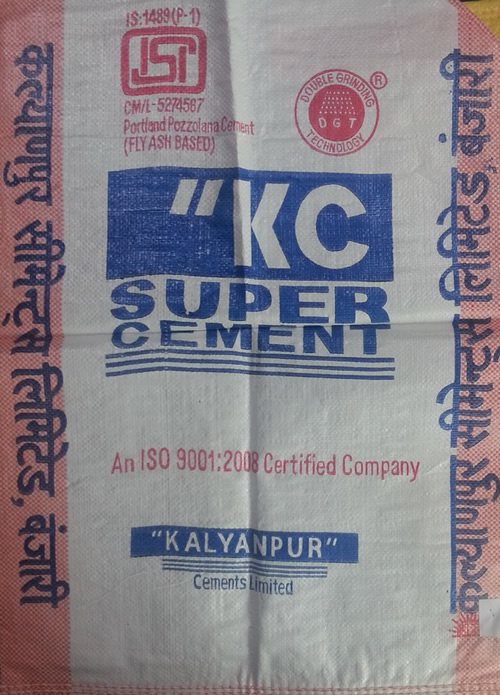 IS:1489(P-1)
ISI
CM/L-5274567
Portland Pozzolana Cement
(FLY ASH BASED)
DOUBLE GRINDING
DGT
TECHNOLOGY
®
"KC
SUPER
CEMENT
An ISO 9001:2008 Certified Company
"KALYANPUR"
Cements Limited
कल्याणपुर सीमेन्ट्स लिमिटेड, बंजारी
कल्याणपुर सीमेन्ट्स लिमिटेड, बंजारी